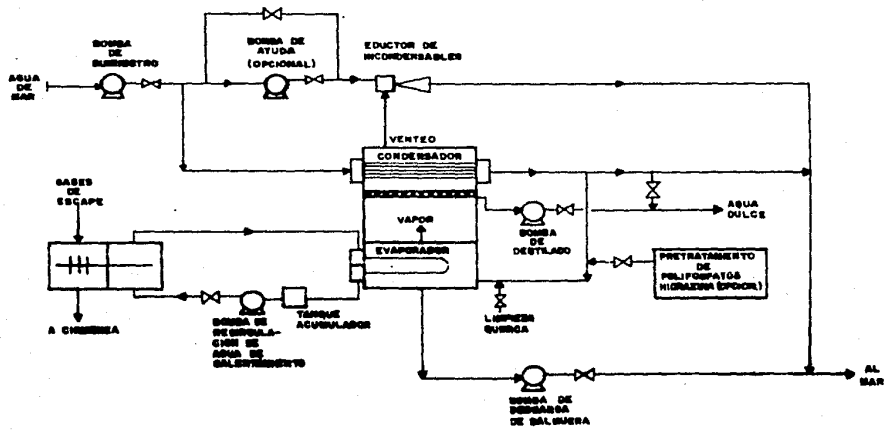 BOMBA
DE
SUMINISTRO
BOMBA DE
AYUDA
(OPCIONAL)
EDUCTOR DE
INCONDENSABLES
AGUA
DE
MAR
VENTEO
CONDENSADOR
GASES
DE
ESCAPE
VAPOR
AGUA
DULCE
BOMBA
DE
DESTILADO
EVAPORADOR
PRETRATAMIENTO
DE
POLIFOSFATOS
HIDRAZINA (OPCIONL)
TANQUE
ACUMULADOR
LIMPIEZA
QUIMICA
A CHIMENEA
BOMBA DE
RECIRCULA-
CION DE
AGUA DE
CALENTAMIENTO
AL
MAR
BOMBA DE
DESCARGA
DE SALMUERA